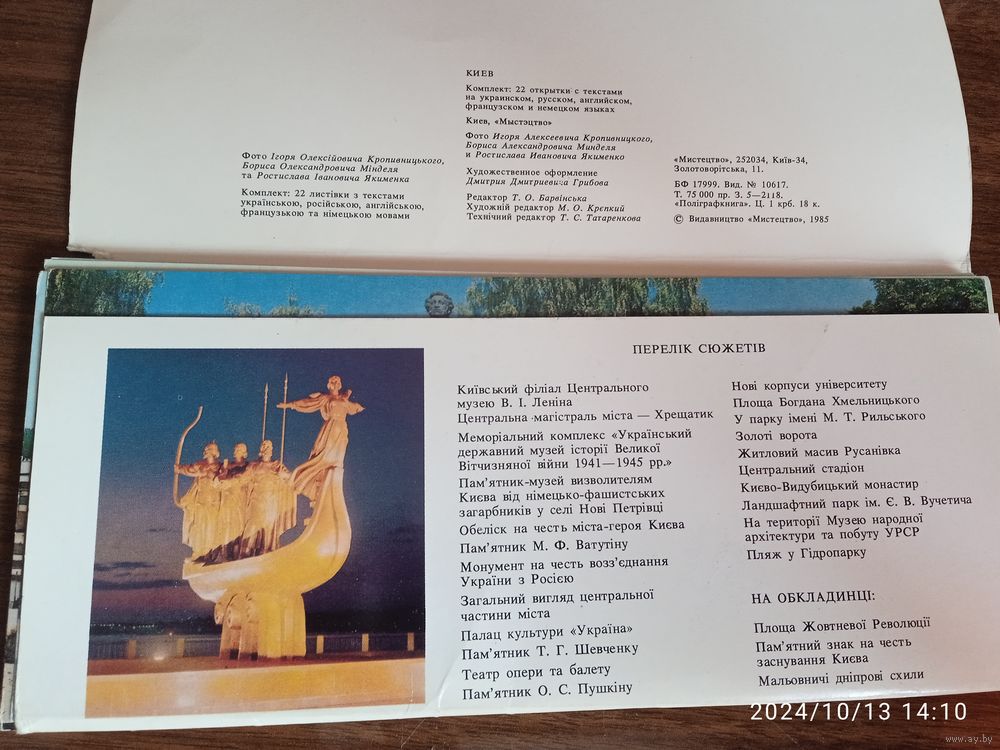 Фото Ігоря Олексійовича Кропивницького,
Бориса Олександровича Мінделя
та Ростислава Івановича Якименка
Комплект: 22 листівки з текстами
українською, російською, англійською,
французькою та німецькою мовами
КИЕВ
Комплект: 22 открытки с текстами
на украинском, русском, английском,
французском и немецком языках
Киев, «Мыстэцтво»
Фото Игоря Алексеевича Кропивницкого,
Бориса Александровича Минделя
и Ростислава Ивановича Якименко
Художественное оформление
Дмитрия Дмитриевича Грибова
Редактор Т. О. Барвінська
Художній редактор М. О. Крепкий
Технічний редактор Т. С. Татаренкова
«Мистецтво», 252034, Київ-34,
Золотоворітська, 11.
БФ 17999. Вид. № 10617.
Т. 75 000 пр. З. 5—2118.
«Поліграфкнига». Ц. 1 крб. 18 к.
© Видавництво «Мистецтво», 1985
ПЕРЕЛІК СЮЖЕТІВ
Київський філіал Центрального
музею В. І. Леніна
Центральна магістраль міста — Хрещатик
Меморіальний комплекс «Український
державний музей історії Великої
Вітчизняної війни 1941—1945 рр.»
Пам'ятник-музей визволителям
Києва від німецько-фашистських
загарбників у селі Нові Петрівці
Обеліск на честь міста-героя Києва
Пам'ятник М. Ф. Ватутіну
Монумент на честь возз'єднання
України з Росією
Загальний вигляд центральної
частини міста
Палац культури «Україна»
Пам'ятник Т. Г. Шевченку
Театр опери та балету
Пам'ятник О. С. Пушкіну
Нові корпуси університету
Площа Богдана Хмельницького
У парку імені М. Т. Рильського
Золоті ворота
Житловий масив Русанівка
Центральний стадіон
Києво-Видубицький монастир
Ландшафтний парк ім. Є. В. Вучетича
На території Музею народної
архітектури та побуту УРСР
Пляж у Гідропарку
НА ОБКЛАДИНЦІ:
Площа Жовтневої Революції
Пам'ятний знак на честь
заснування Києва
Мальовничі дніпрові схили
2024/10/13 14:10
www.ay.by